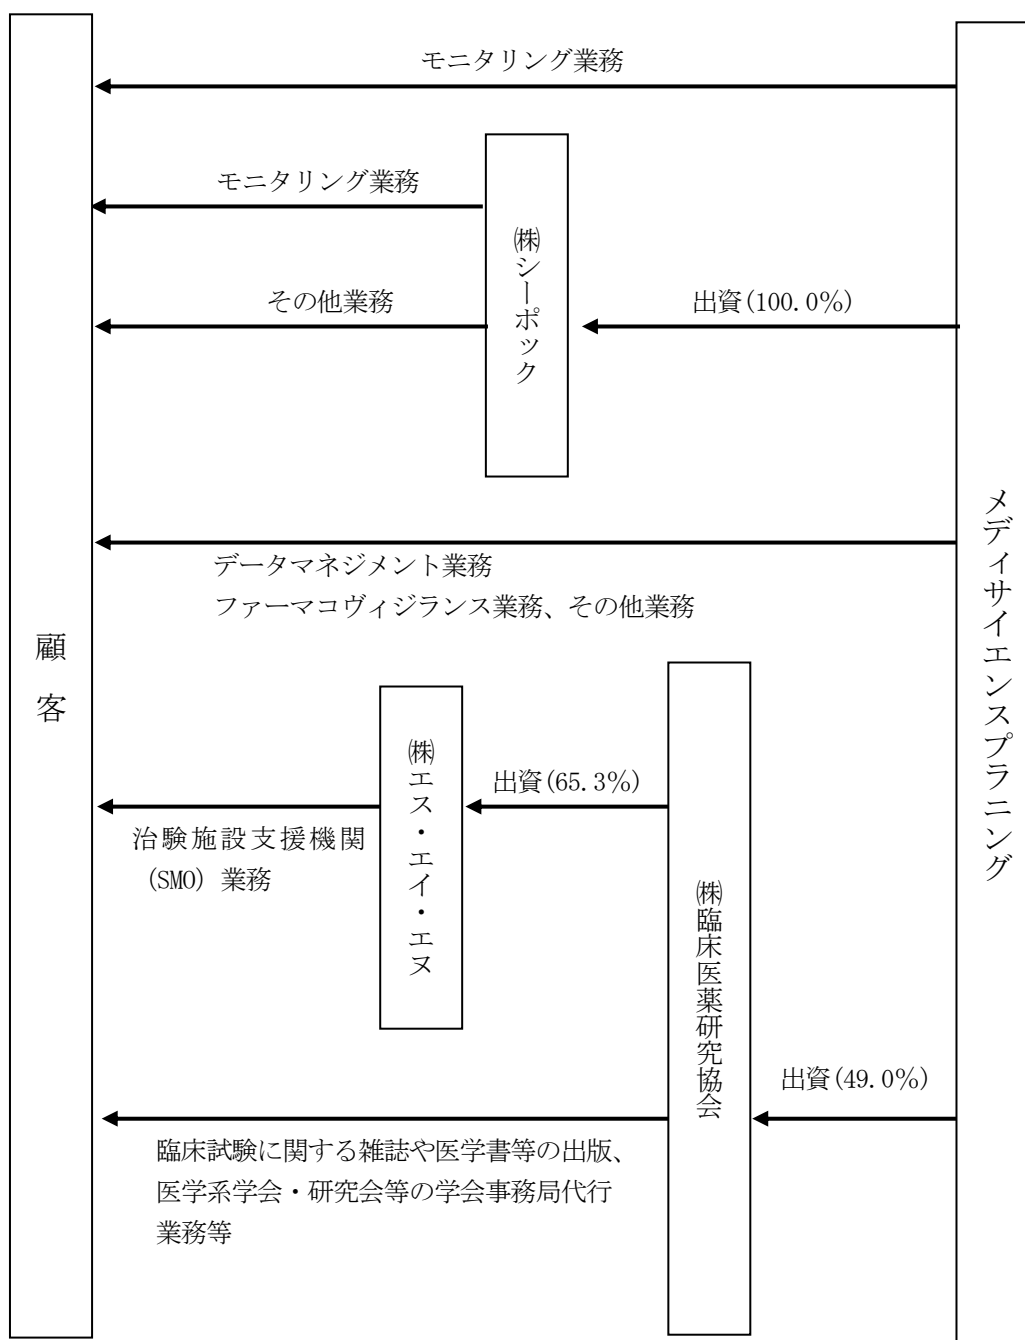 モニタリング業務
モニタリング業務
㈱シーポック
その他業務
出資(100.0%)
データマネジメント業務
ファーマコヴィジランス業務、その他業務
顧客
メディサイエンスプラニング
㈱エス・エイ・エヌ
出資(65.3%)
治験施設支援機関
(SMO) 業務
㈱臨床医薬研究協会
出資(49.0%)
臨床試験に関する雑誌や医学書等の出版、
医学系学会・研究会等の学会事務局代行
業務等